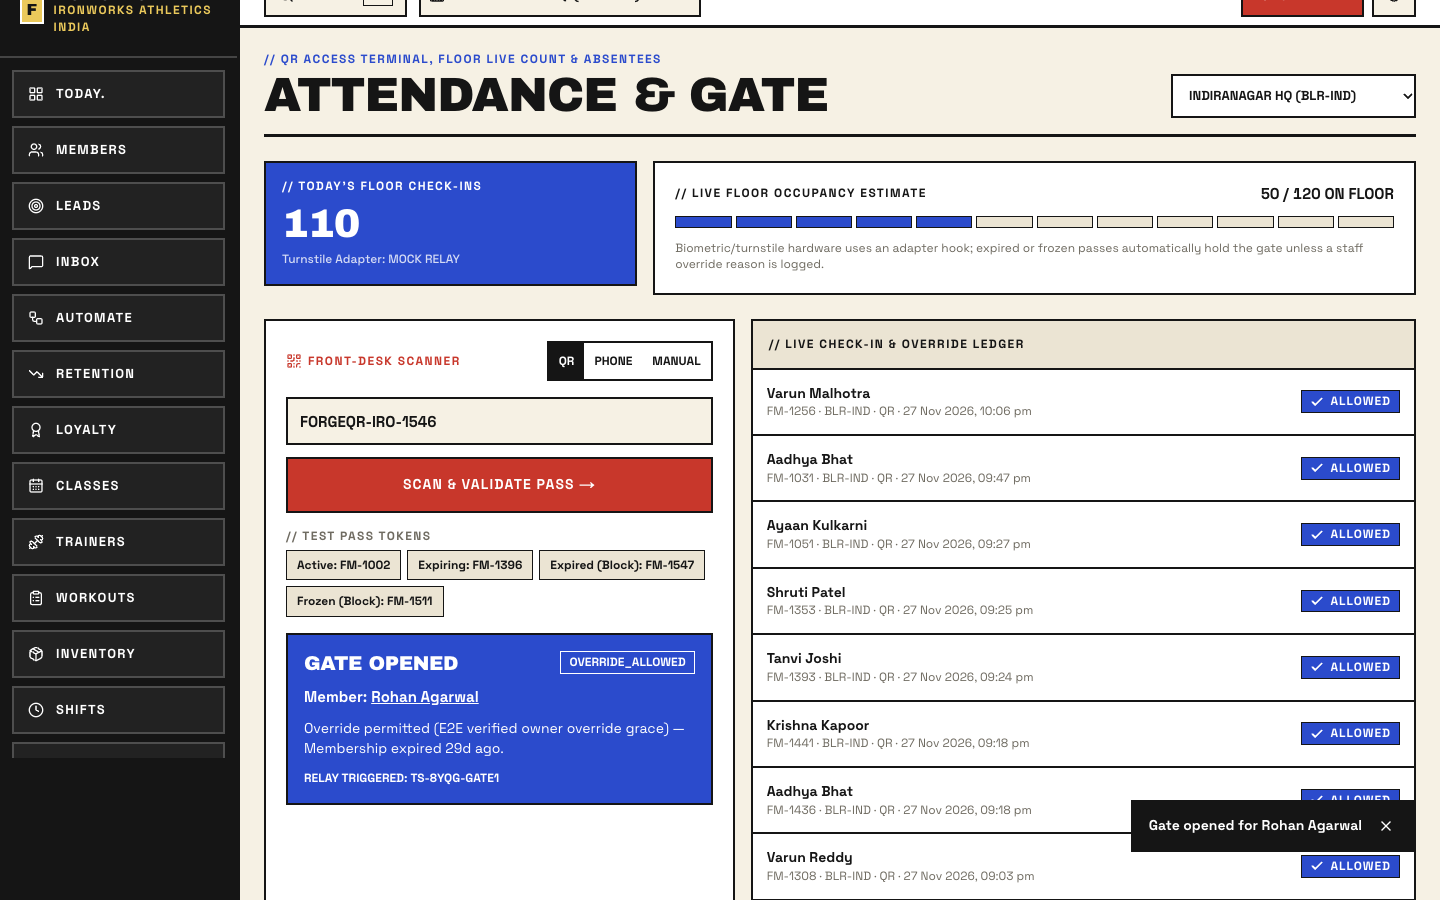 F
IRONWORKS ATHLETICS
INDIA
TODAY.
MEMBERS
LEADS
INBOX
AUTOMATE
RETENTION
LOYALTY
CLASSES
TRAINERS
WORKOUTS
INVENTORY
SHIFTS
// QR ACCESS TERMINAL, FLOOR LIVE COUNT & ABSENTEES
ATTENDANCE & GATE
INDIRANAGAR HQ (BLR-IND)
// TODAY'S FLOOR CHECK-INS
110
Turnstile Adapter: MOCK RELAY
// LIVE FLOOR OCCUPANCY ESTIMATE
50 / 120 ON FLOOR
Biometric/turnstile hardware uses an adapter hook; expired or frozen passes automatically hold the gate unless a staff
override reason is logged.
FRONT-DESK SCANNER
QR PHONE MANUAL
FORGEQR-IRO-1546
SCAN & VALIDATE PASS →
// TEST PASS TOKENS
Active: FM-1002 Expiring: FM-1396 Expired (Block): FM-1547
Frozen (Block): FM-1511
GATE OPENED
OVERRIDE_ALLOWED
Member: Rohan Agarwal
Override permitted (E2E verified owner override grace) —
Membership expired 29d ago.
RELAY TRIGGERED: TS-8YQG-GATE1
// LIVE CHECK-IN & OVERRIDE LEDGER
Varun Malhotra
FM-1256 · BLR-IND · QR · 27 Nov 2026, 10:06 pm
ALLOWED
Aadhya Bhat
FM-1031 · BLR-IND · QR · 27 Nov 2026, 09:47 pm
ALLOWED
Ayaan Kulkarni
FM-1051 · BLR-IND · QR · 27 Nov 2026, 09:27 pm
ALLOWED
Shruti Patel
FM-1353 · BLR-IND · QR · 27 Nov 2026, 09:25 pm
ALLOWED
Tanvi Joshi
FM-1393 · BLR-IND · QR · 27 Nov 2026, 09:24 pm
ALLOWED
Krishna Kapoor
FM-1441 · BLR-IND · QR · 27 Nov 2026, 09:18 pm
ALLOWED
Aadhya Bhat
FM-1436 · BLR-IND · QR · 27 Nov 2026, 09:18 pm
ALLOWED
Gate opened for Rohan Agarwal
Varun Reddy
FM-1308 · BLR-IND · QR · 27 Nov 2026, 09:03 pm
ALLOWED